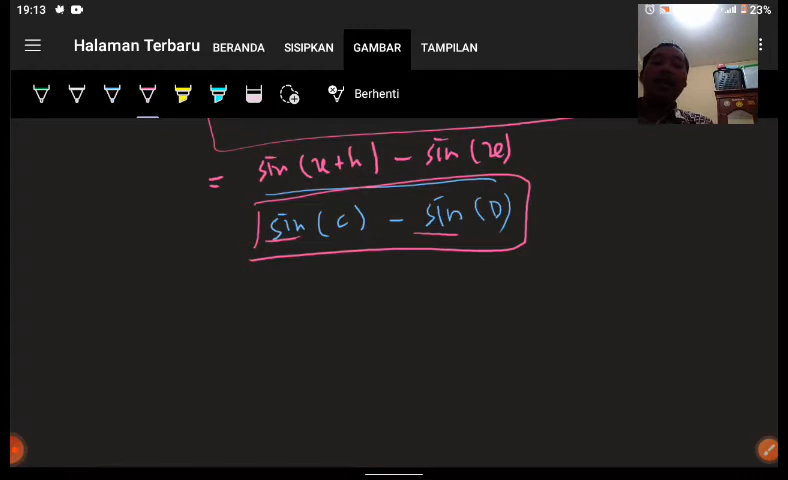 19:13 23%
Halaman Terbaru BERANDA SISIPKAN GAMBAR TAMPILAN
Berhenti
= sin (x+h) - sin (x)
sin (C) - sin (D)